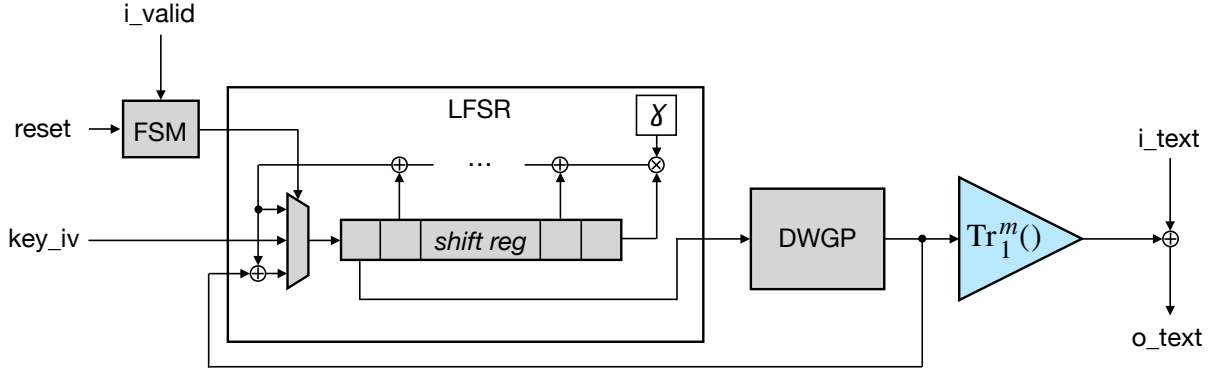 i_valid
LFSR
ɣ
reset
FSM
i_text
...
key_iv
shift reg
DWGP
Tr₁ᵐ()
o_text